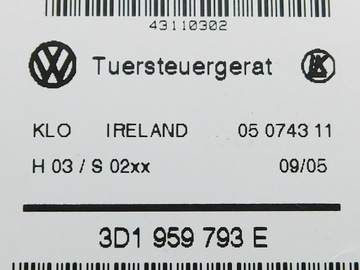 43110302
Tuersteuergerat
KLO IRELAND 05 0743 11
H 03 / S 02xx 09/05
3D1 959 793 E